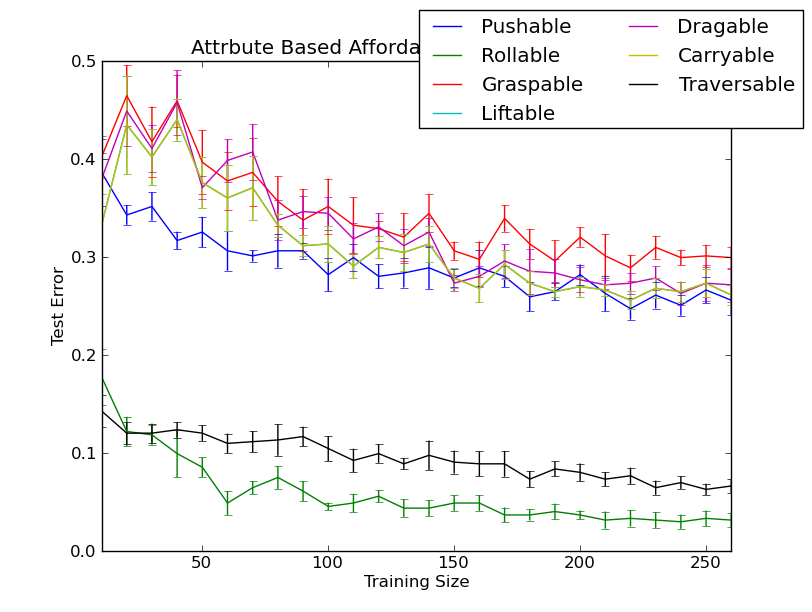 Attrbute Based Afforda
Pushable
Rollable
Graspable
Liftable
Dragable
Carryable
Traversable
Test Error
0.5
0.4
0.3
0.2
0.1
0.0
50
100
150
200
250
Training Size